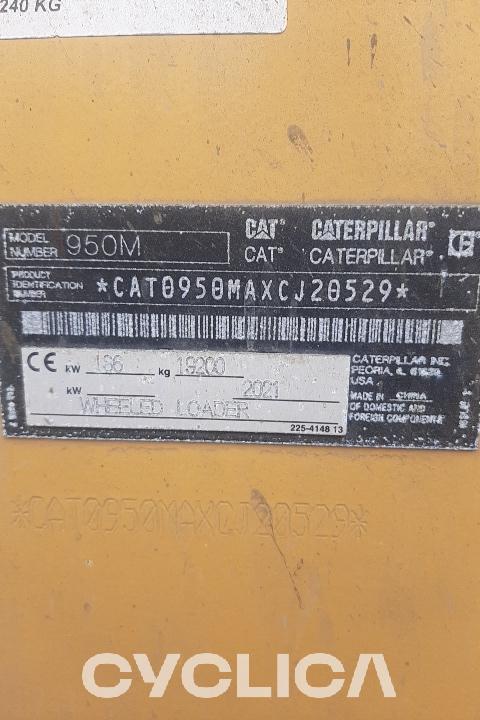 240 KG
MODEL NUMBER 950M
CAT CATERPILLAR
CAT CATERPILLAR
PRODUCT IDENTIFICATION NUMBER *CAT0950MAXCJ20529*
CE kW 186 kg 19200
kW 2021
WHEELED LOADER
225-4148 13
CATERPILLAR INC.
PEORIA, IL 61629
USA
MADE IN CHINA
OF DOMESTIC AND
FOREIGN COMPONENTS
*CAT0950MAXCJ20529*
CYCLICA